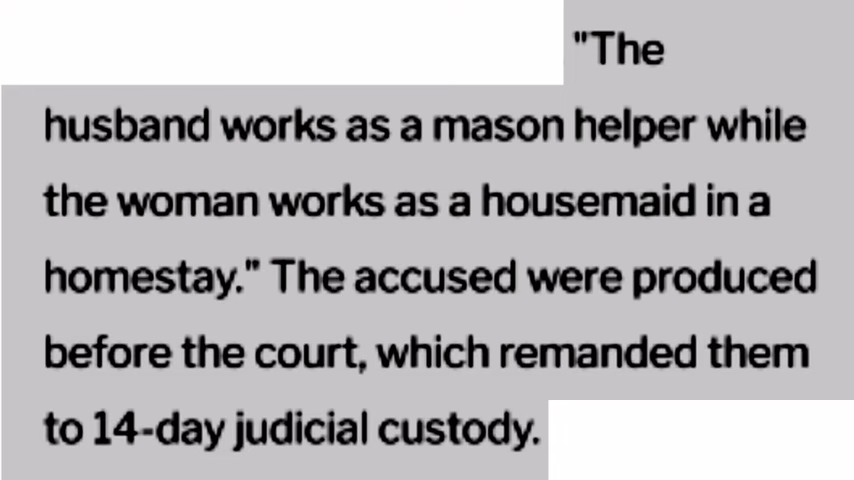 "The
husband works as a mason helper while
the woman works as a housemaid in a
homestay." The accused were produced
before the court, which remanded them
to 14-day judicial custody.